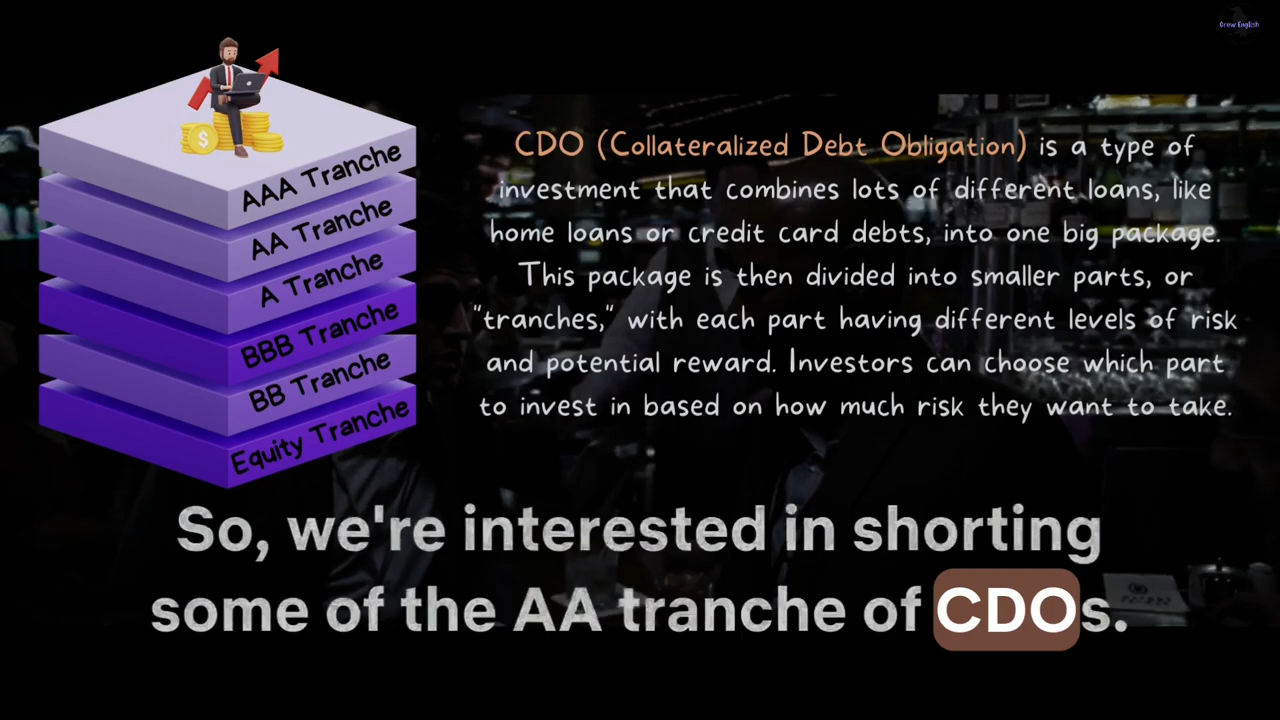 Crew English
AAA Tranche
AA Tranche
A Tranche
BBB Tranche
BB Tranche
Equity Tranche
CDO (Collateralized Debt Obligation) is a type of
investment that combines lots of different loans, like
home loans or credit card debts, into one big package.
This package is then divided into smaller parts, or
"tranches," with each part having different levels of risk
and potential reward. Investors can choose which part
to invest in based on how much risk they want to take.
So, we're interested in shorting
some of the AA tranche of CDOs.